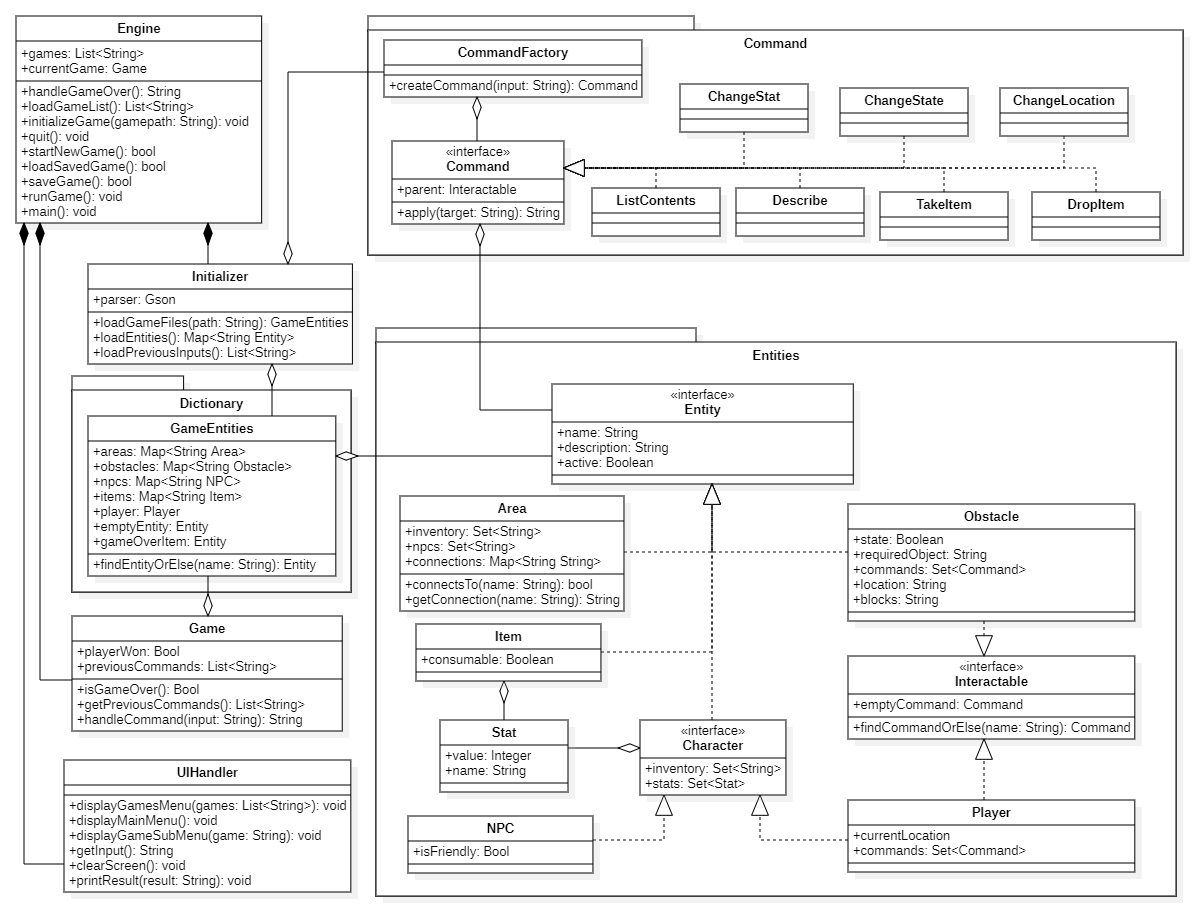 Engine
+games: List<String>
+currentGame: Game
+handleGameOver(): String
+loadGameList(): List<String>
+initializeGame(gamepath: String): void
+quit(): void
+startNewGame(): bool
+loadSavedGame(): bool
+saveGame(): bool
+runGame(): void
+main(): void
Command
CommandFactory
+createCommand(input: String): Command
«interface»
Command
+parent: Interactable
+apply(target: String): String
ChangeStat
ChangeState
ChangeLocation
ListContents
Describe
TakeItem
DropItem
Initializer
+parser: Gson
+loadGameFiles(path: String): GameEntities
+loadEntities(): Map<String Entity>
+loadPreviousInputs(): List<String>
Dictionary
GameEntities
+areas: Map<String Area>
+obstacles: Map<String Obstacle>
+npcs: Map<String NPC>
+items: Map<String Item>
+player: Player
+emptyEntity: Entity
+gameOverItem: Entity
+findEntityOrElse(name: String): Entity
Game
+playerWon: Bool
+previousCommands: List<String>
+isGameOver(): Bool
+getPreviousCommands(): List<String>
+handleCommand(input: String): String
UIHandler
+displayGamesMenu(games: List<String>): void
+displayMainMenu(): void
+displayGameSubMenu(game: String): void
+getInput(): String
+clearScreen(): void
+printResult(result: String): void
Entities
«interface»
Entity
+name: String
+description: String
+active: Boolean
Area
+inventory: Set<String>
+npcs: Set<String>
+connections: Map<String String>
+connectsTo(name: String): bool
+getConnection(name: String): String
Obstacle
+state: Boolean
+requiredObject: String
+commands: Set<Command>
+location: String
+blocks: String
Item
+consumable: Boolean
«interface»
Interactable
+emptyCommand: Command
+findCommandOrElse(name: String): Command
Stat
+value: Integer
+name: String
«interface»
Character
+inventory: Set<String>
+stats: Set<Stat>
NPC
+isFriendly: Bool
Player
+currentLocation
+commands: Set<Command>